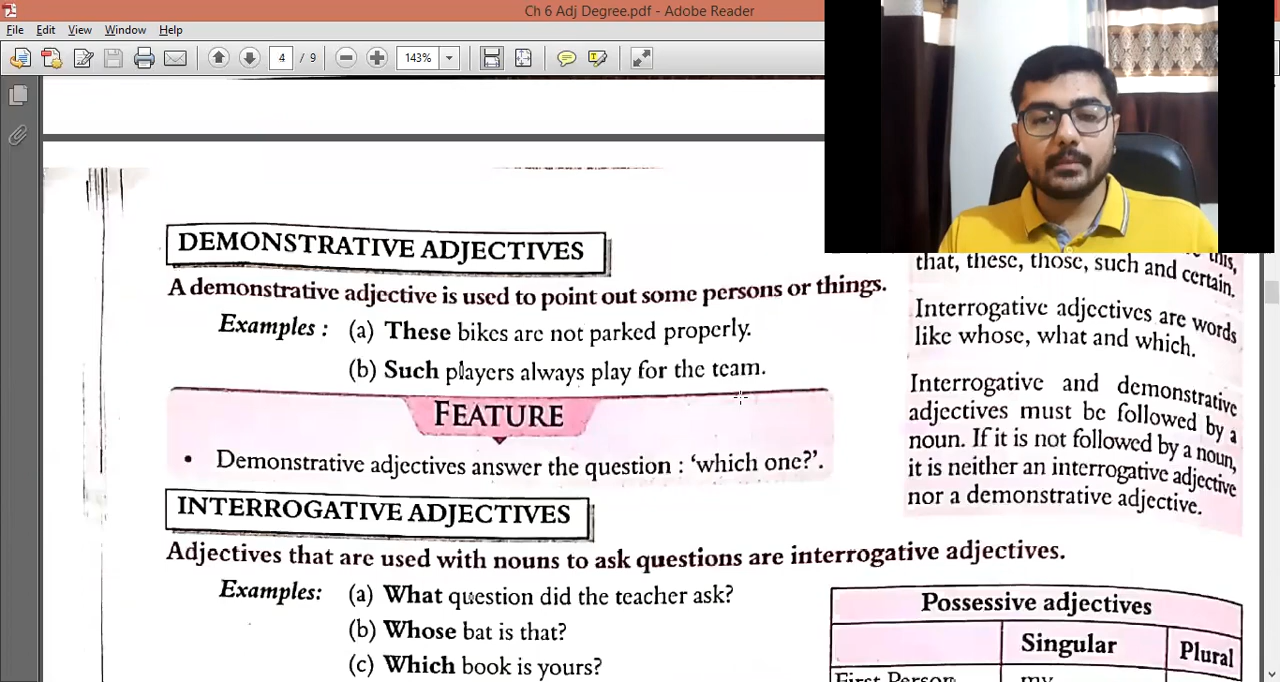 Ch 6 Adj Degree.pdf - Adobe Reader
File Edit View Window Help
4 / 9 143%
DEMONSTRATIVE ADJECTIVES
A demonstrative adjective is used to point out some persons or things.
Examples : (a) These bikes are not parked properly.
(b) Such players always play for the team.
FEATURE
• Demonstrative adjectives answer the question : ‘which one?’.
INTERROGATIVE ADJECTIVES
Adjectives that are used with nouns to ask questions are interrogative adjectives.
Examples: (a) What question did the teacher ask?
(b) Whose bat is that?
(c) Which book is yours?
this,
that, these, those, such and certain.
Interrogative adjectives are words
like whose, what and which.
Interrogative and demonstrative
adjectives must be followed by a
noun. If it is not followed by a noun,
it is neither an interrogative adjective
nor a demonstrative adjective.
Possessive adjectives
Singular Plural
First Person my